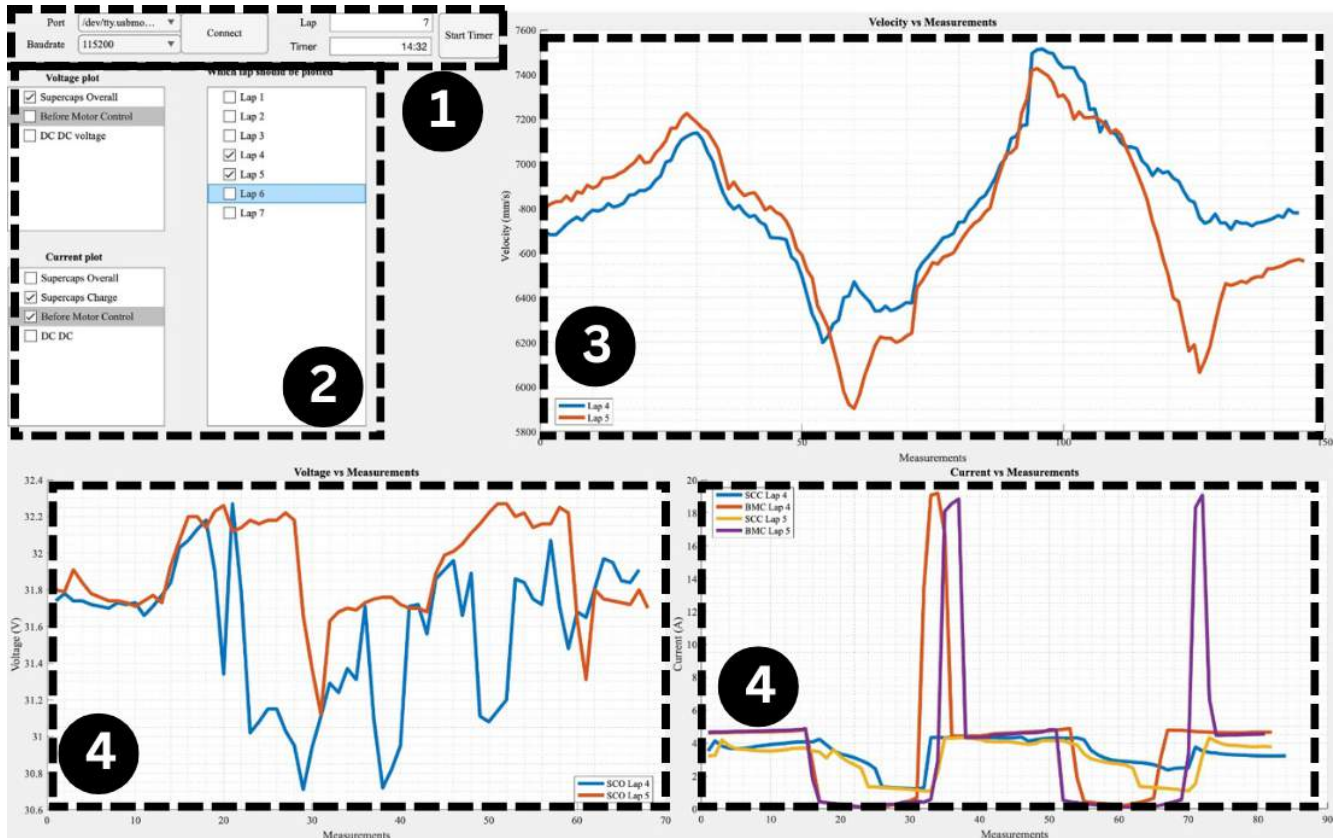 Port /dev/tty.usbmo... Connect Lap 7 Start Timer
Baudrate 115200 Timer 14:32
1
Voltage plot
Supercaps Overall
Before Motor Control
DC DC voltage
Which lap should be plotted
Lap 1
Lap 2
Lap 3
Lap 4
Lap 5
Lap 6
Lap 7
Current plot
Supercaps Overall
Supercaps Charge
Before Motor Control
DC DC
2
Velocity vs Measurements
Velocity (mm/s)
7600
7400
7200
7000
6800
6600
6400
6200
6000
5800
3
Lap 4
Lap 5
0 50 100 150
Measurements
Voltage vs Measurements
Voltage (V)
32.4
32.2
32
31.8
31.6
31.4
31.2
31
30.8
30.6
4
SCO Lap 4
SCO Lap 5
0 10 20 30 40 50 60 70
Measurements
Current vs Measurements
Current (A)
20
18
16
14
12
10
8
6
4
2
0
SCC Lap 4
BMC Lap 4
SCC Lap 5
BMC Lap 5
4
0 10 20 30 40 50 60 70 80 90
Measurements